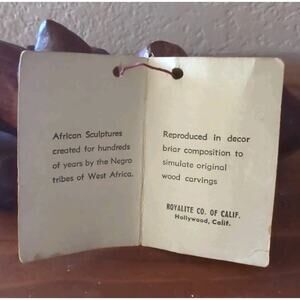 African Sculptures
created for hundreds
of years by the Negro
tribes of West Africa.
Reproduced in decor
briar composition to
simulate original
wood carvings
ROYALITE CO. OF CALIF.
Hollywood, Calif.